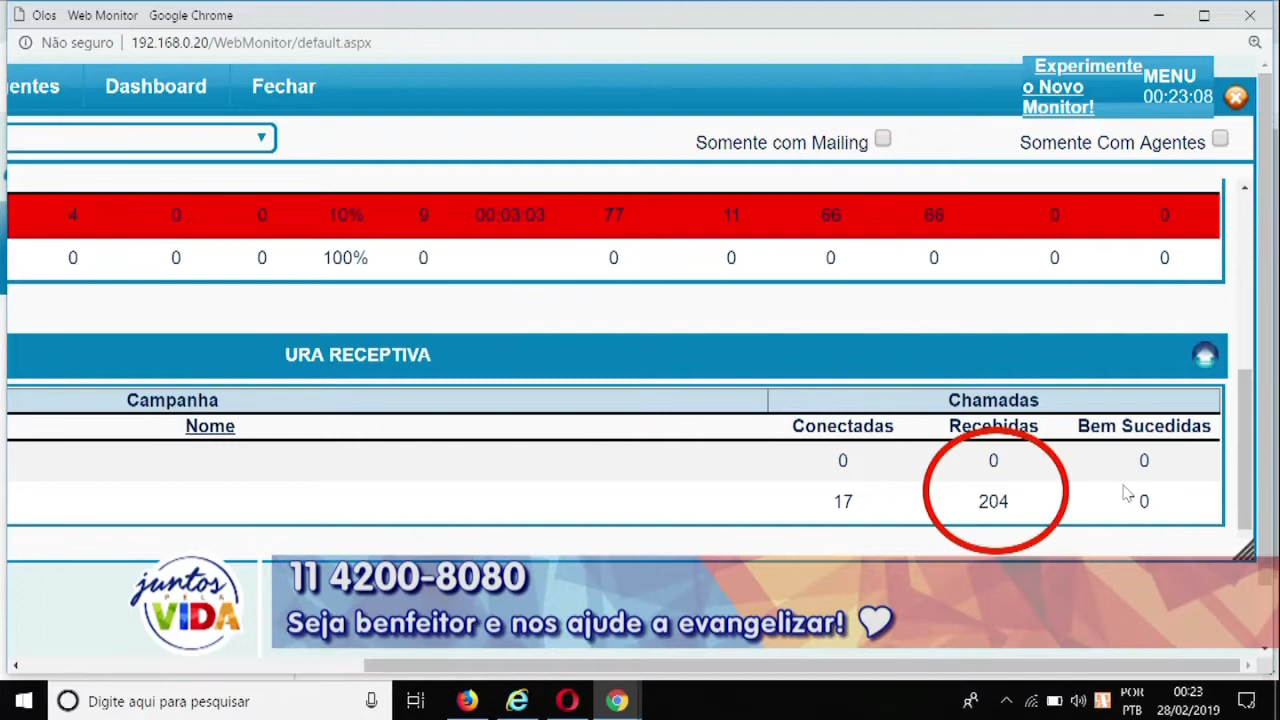 Olos Web Monitor Google Chrome
Não seguro | 192.168.0.20/WebMonitor/default.aspx
entes Dashboard Fechar
Experimente o Novo Monitor!
MENU
00:23:08
Somente com Mailing Somente Com Agentes
4 0 0 10% 9 00:03:03 77 11 66 66 0 0
0 0 0 100% 0 0 0 0 0 0 0
URA RECEPTIVA
Campanha Chamadas
Nome Conectadas Recebidas Bem Sucedidas
0 0 0
17 204 0
juntos
PELA
VIDA
11 4200-8080
Seja benfeitor e nos ajude a evangelizar!
Digite aqui para pesquisar
POR
PTB
00:23
28/02/2019